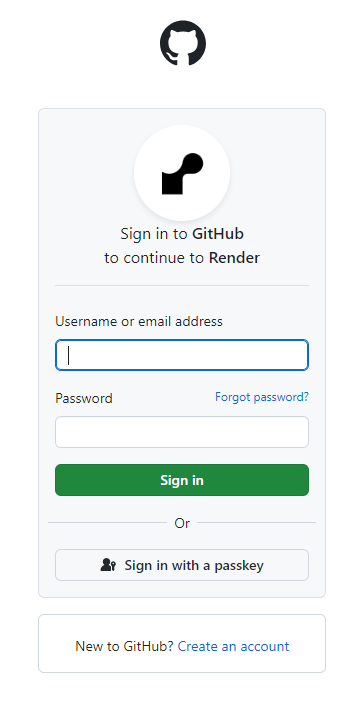 Sign in to GitHub
to continue to Render
Username or email address
Password Forgot password?
Sign in
Or
Sign in with a passkey
New to GitHub? Create an account